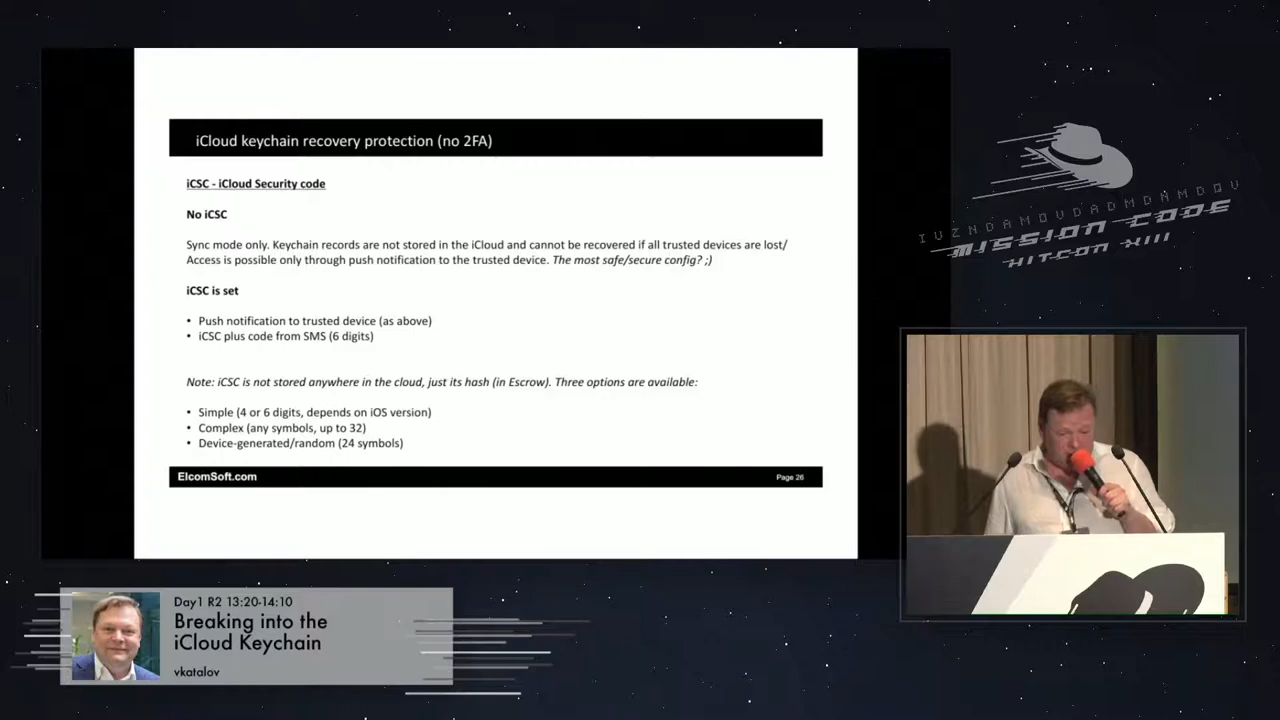 iCloud keychain recovery protection (no 2FA)
iCSC - iCloud Security code
No iCSC
Sync mode only. Keychain records are not stored in the iCloud and cannot be recovered if all trusted devices are lost/
Access is possible only through push notification to the trusted device. The most safe/secure config? ;)
iCSC is set
• Push notification to trusted device (as above)
• iCSC plus code from SMS (6 digits)
Note: iCSC is not stored anywhere in the cloud, just its hash (in Escrow). Three options are available:
• Simple (4 or 6 digits, depends on iOS version)
• Complex (any symbols, up to 32)
• Device-generated/random (24 symbols)
ElcomSoft.com
Page 26
MISSION CODE
HITCON XIII
Day1 R2 13:20-14:10
Breaking into the
iCloud Keychain
vkatalov